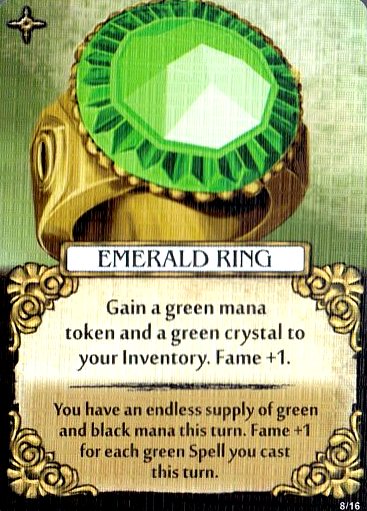 EMERALD RING
Gain a green mana
token and a green crystal to
your Inventory. Fame +1.
You have an endless supply of green
and black mana this turn. Fame +1
for each green Spell you cast
this turn.
8/16